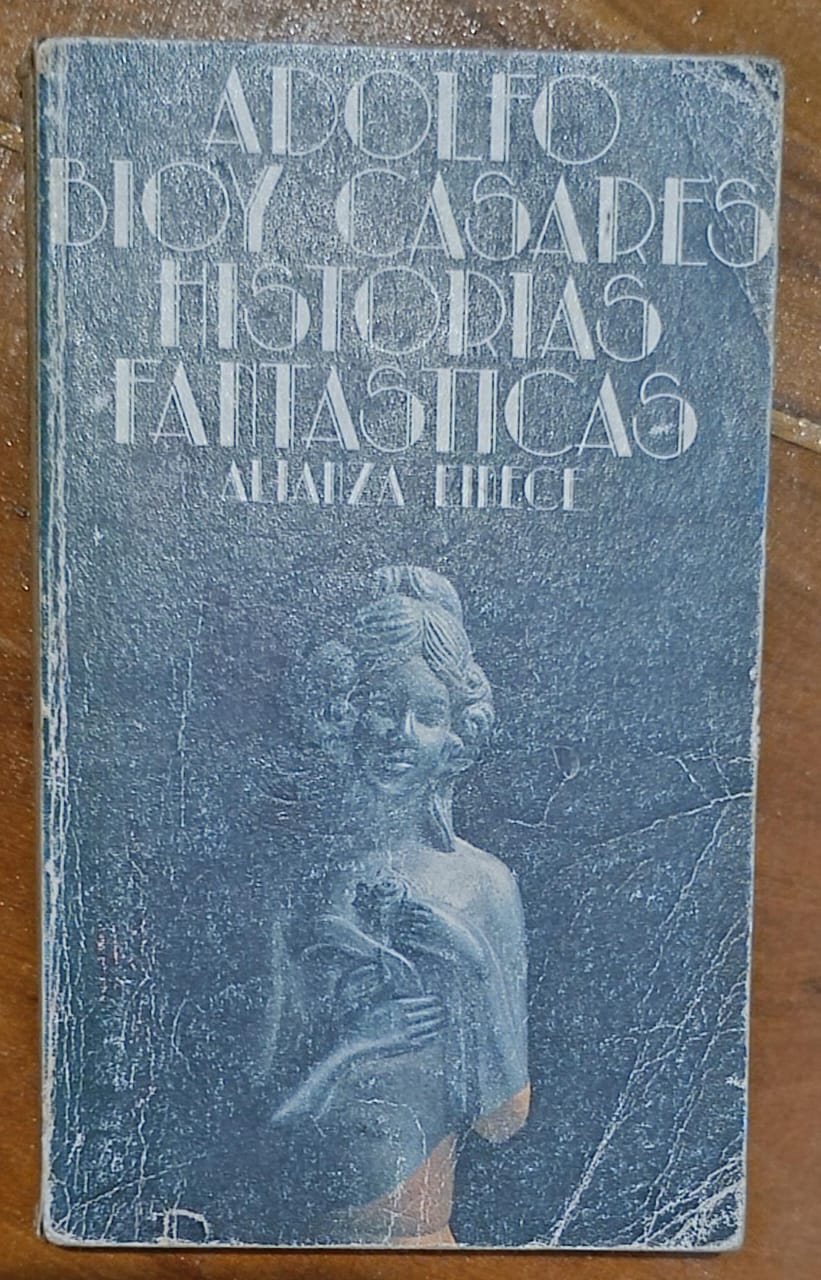 ADOLFO
BIOY CASARES
HISTORIAS
FANTASTICAS
ALIANZA EMECE